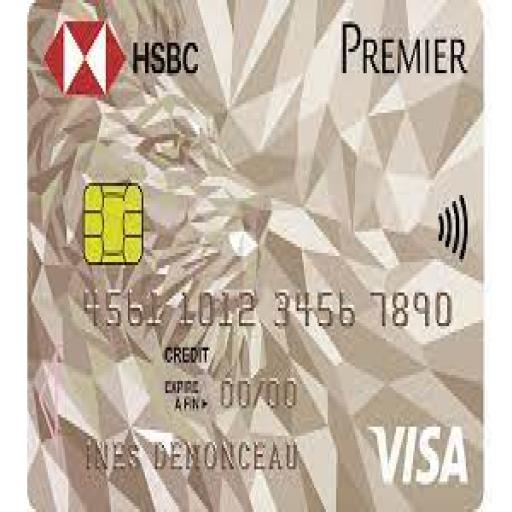 HSBC PREMIER
4561 1012 3456 7890
CREDIT
EXPIRE
A FIN 00/00
INES DENONCEAU
VISA